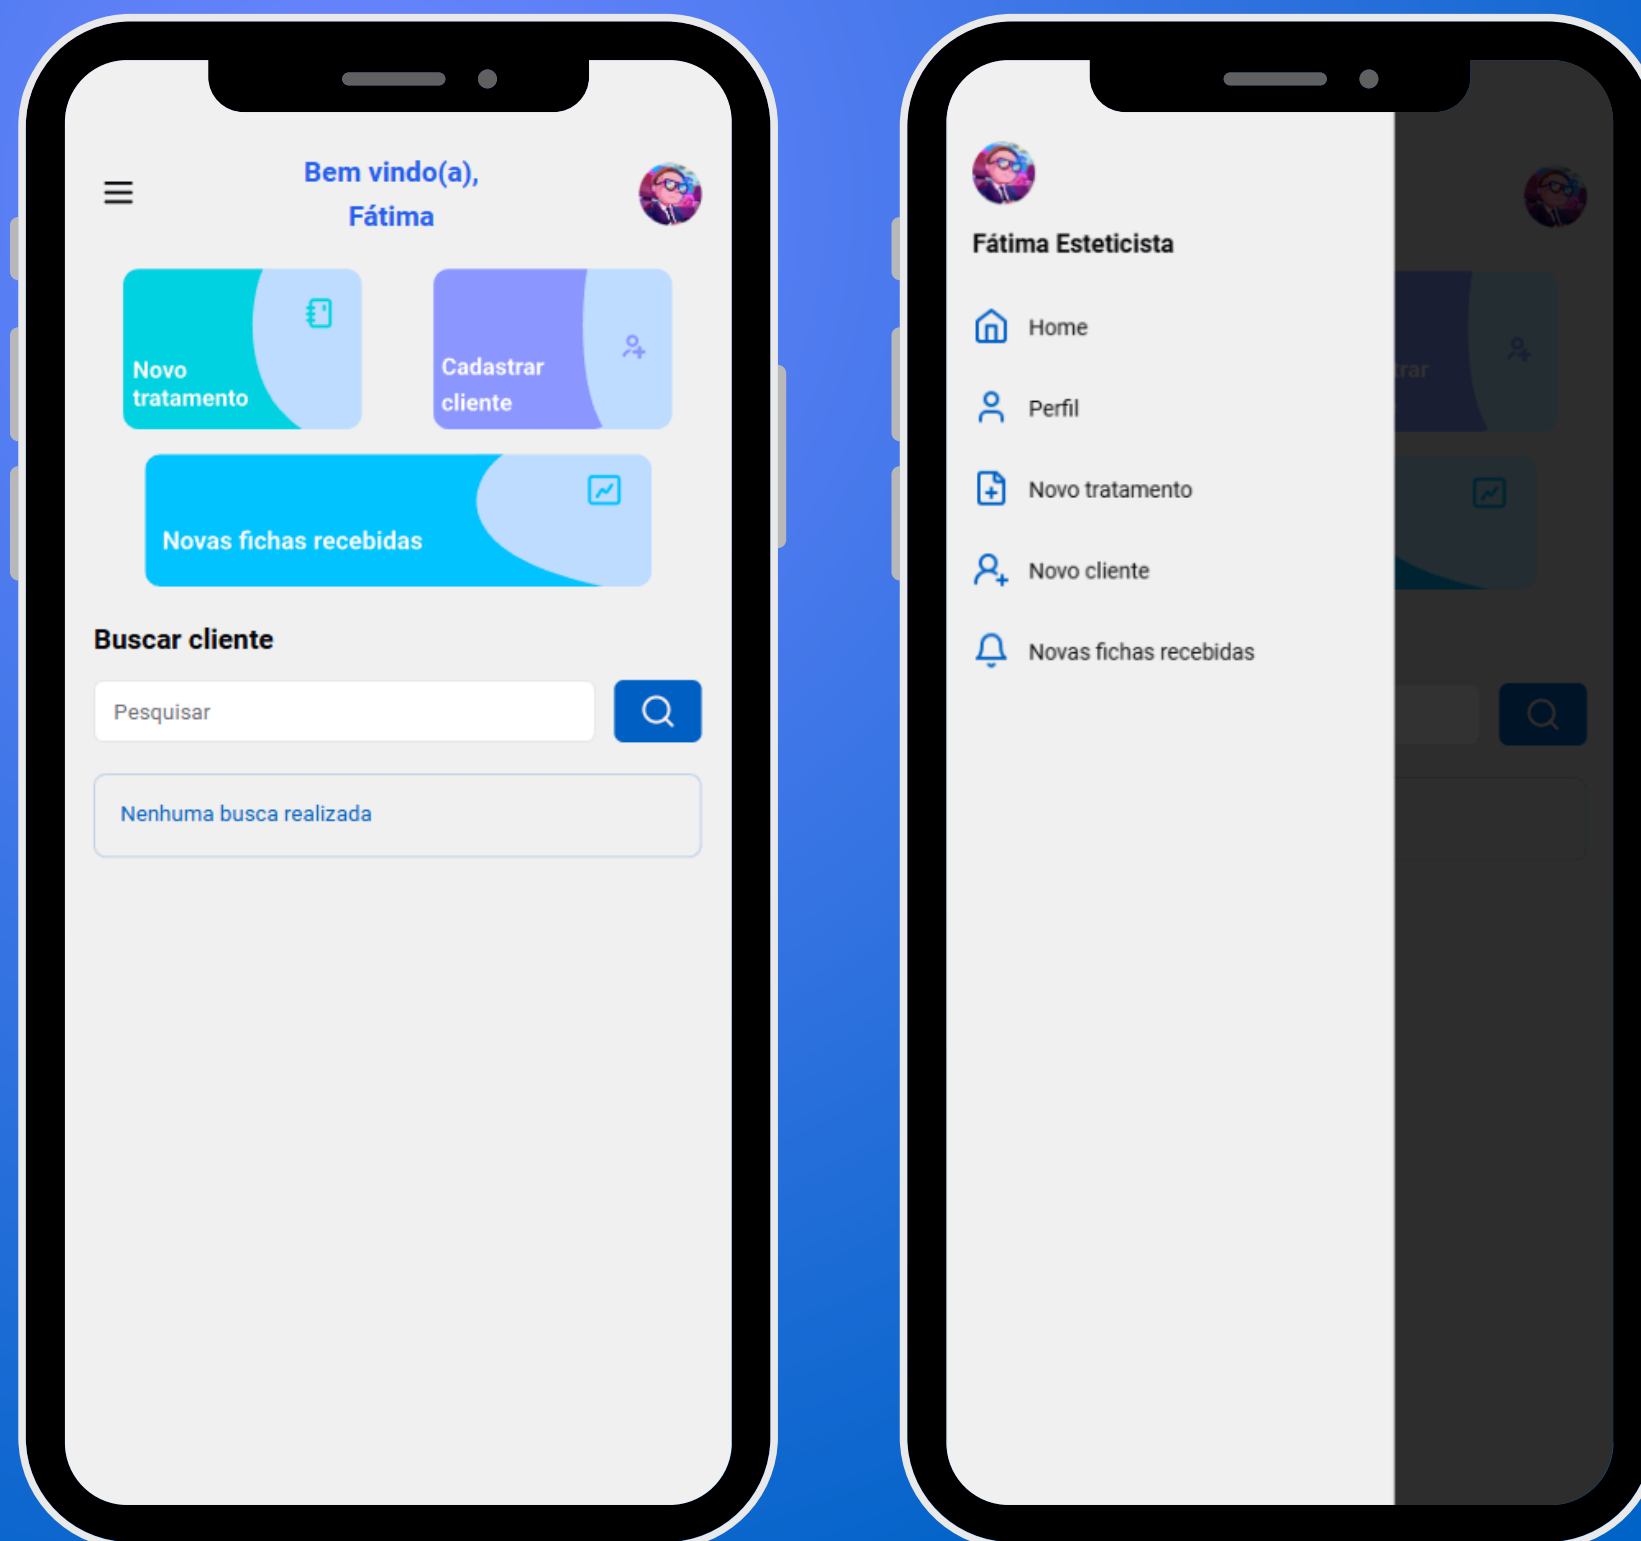 Bem vindo(a),
Fátima
Novo
tratamento
Cadastrar
cliente
Novas fichas recebidas
Buscar cliente
Pesquisar
Nenhuma busca realizada
Fátima Esteticista
Home
Perfil
Novo tratamento
Novo cliente
Novas fichas recebidas
trar